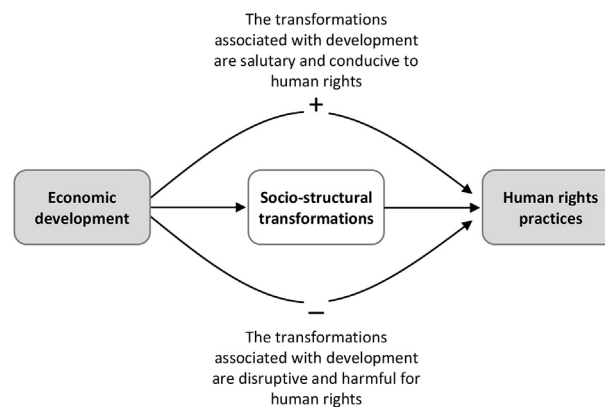 The transformations
associated with development
are salutary and conducive to
human rights
+
Economic
development
Socio-structural
transformations
Human rights
practices
–
The transformations
associated with development
are disruptive and harmful for
human rights